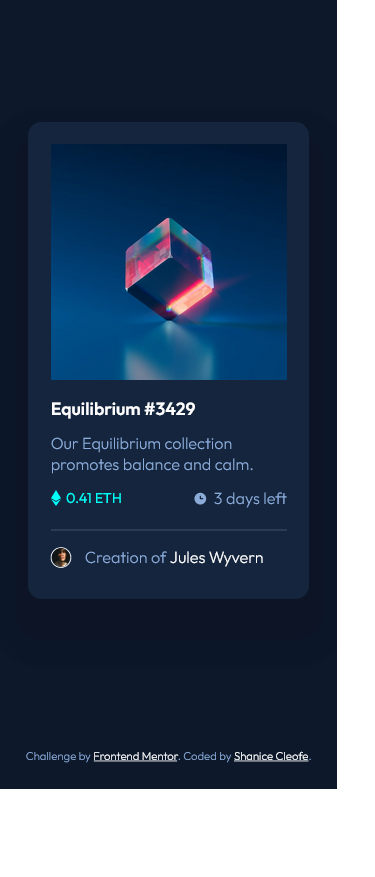 Equilibrium #3429
Our Equilibrium collection
promotes balance and calm.
0.41 ETH 3 days left
Creation of Jules Wyvern
Challenge by Frontend Mentor. Coded by Shanice Cleofe.